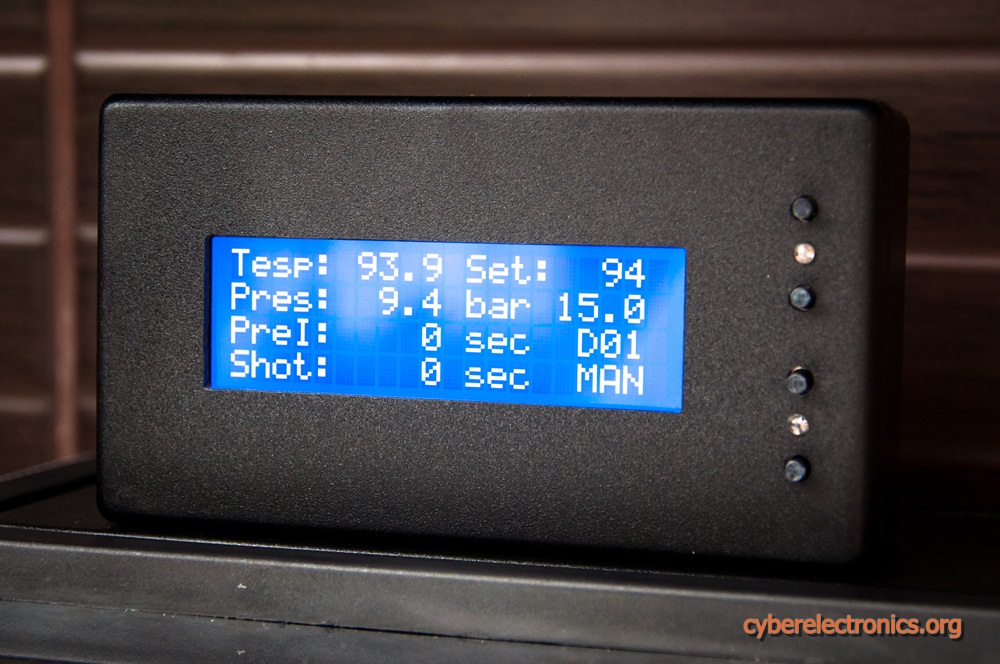 Tesp: 93.9 Set: 94
Pres: 9.4 bar 15.0
PreI: 0 sec D01
Shot: 0 sec MAN
cyberelectronics.org